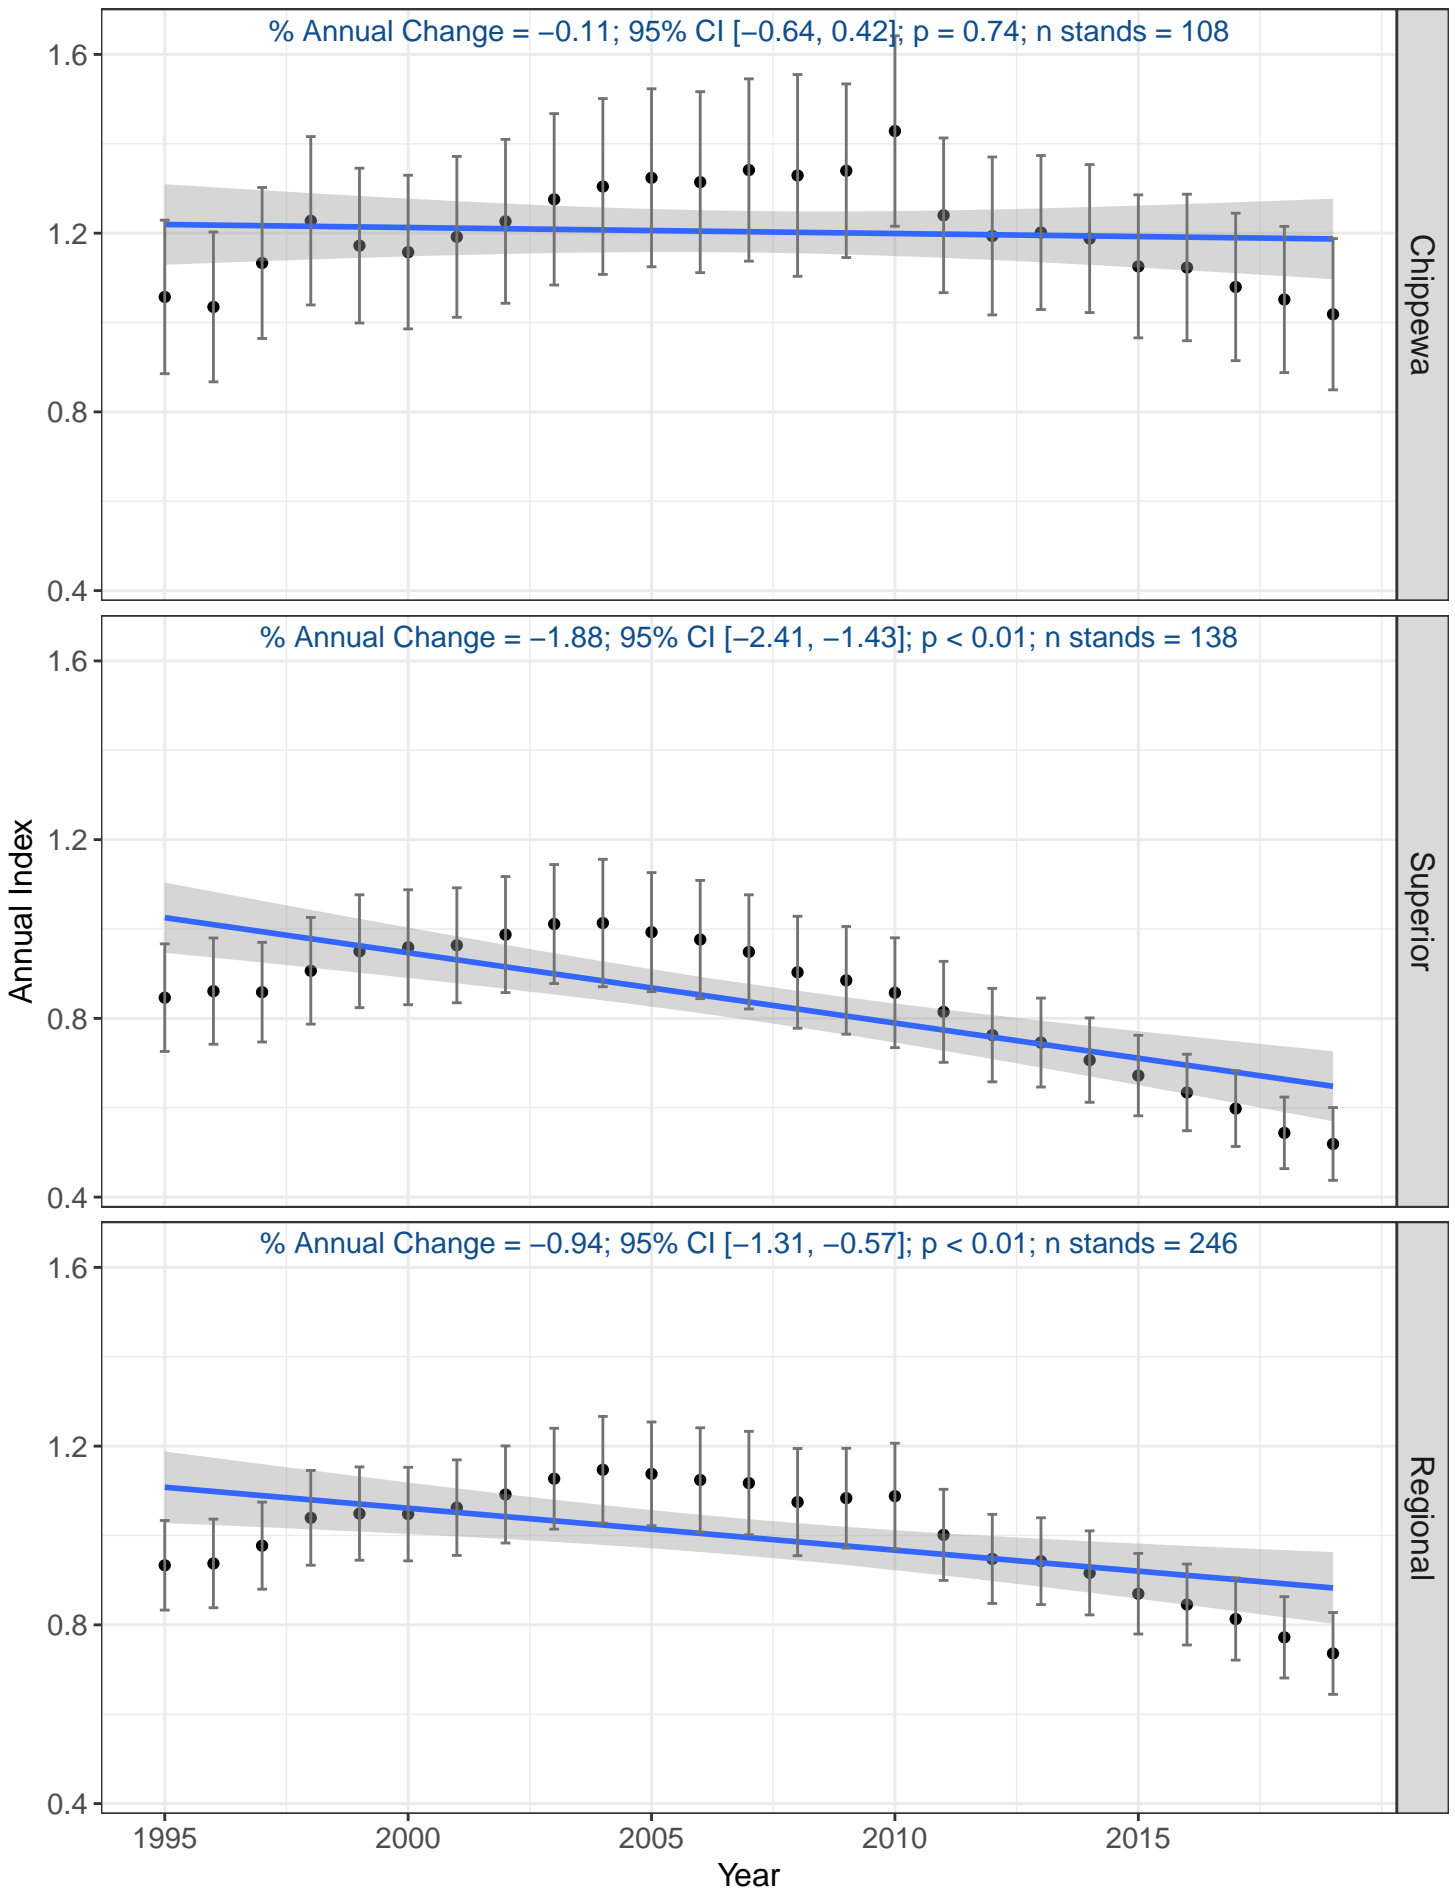 % Annual Change = −0.11; 95% CI [−0.64, 0.42]; p = 0.74; n stands = 108
1.6
1.2
0.8
0.4
Chippewa
% Annual Change = −1.88; 95% CI [−2.41, −1.43]; p < 0.01; n stands = 138
1.6
1.2
0.8
0.4
Superior
Annual Index
% Annual Change = −0.94; 95% CI [−1.31, −0.57]; p < 0.01; n stands = 246
1.6
1.2
0.8
0.4
Regional
1995 2000 2005 2010 2015
Year